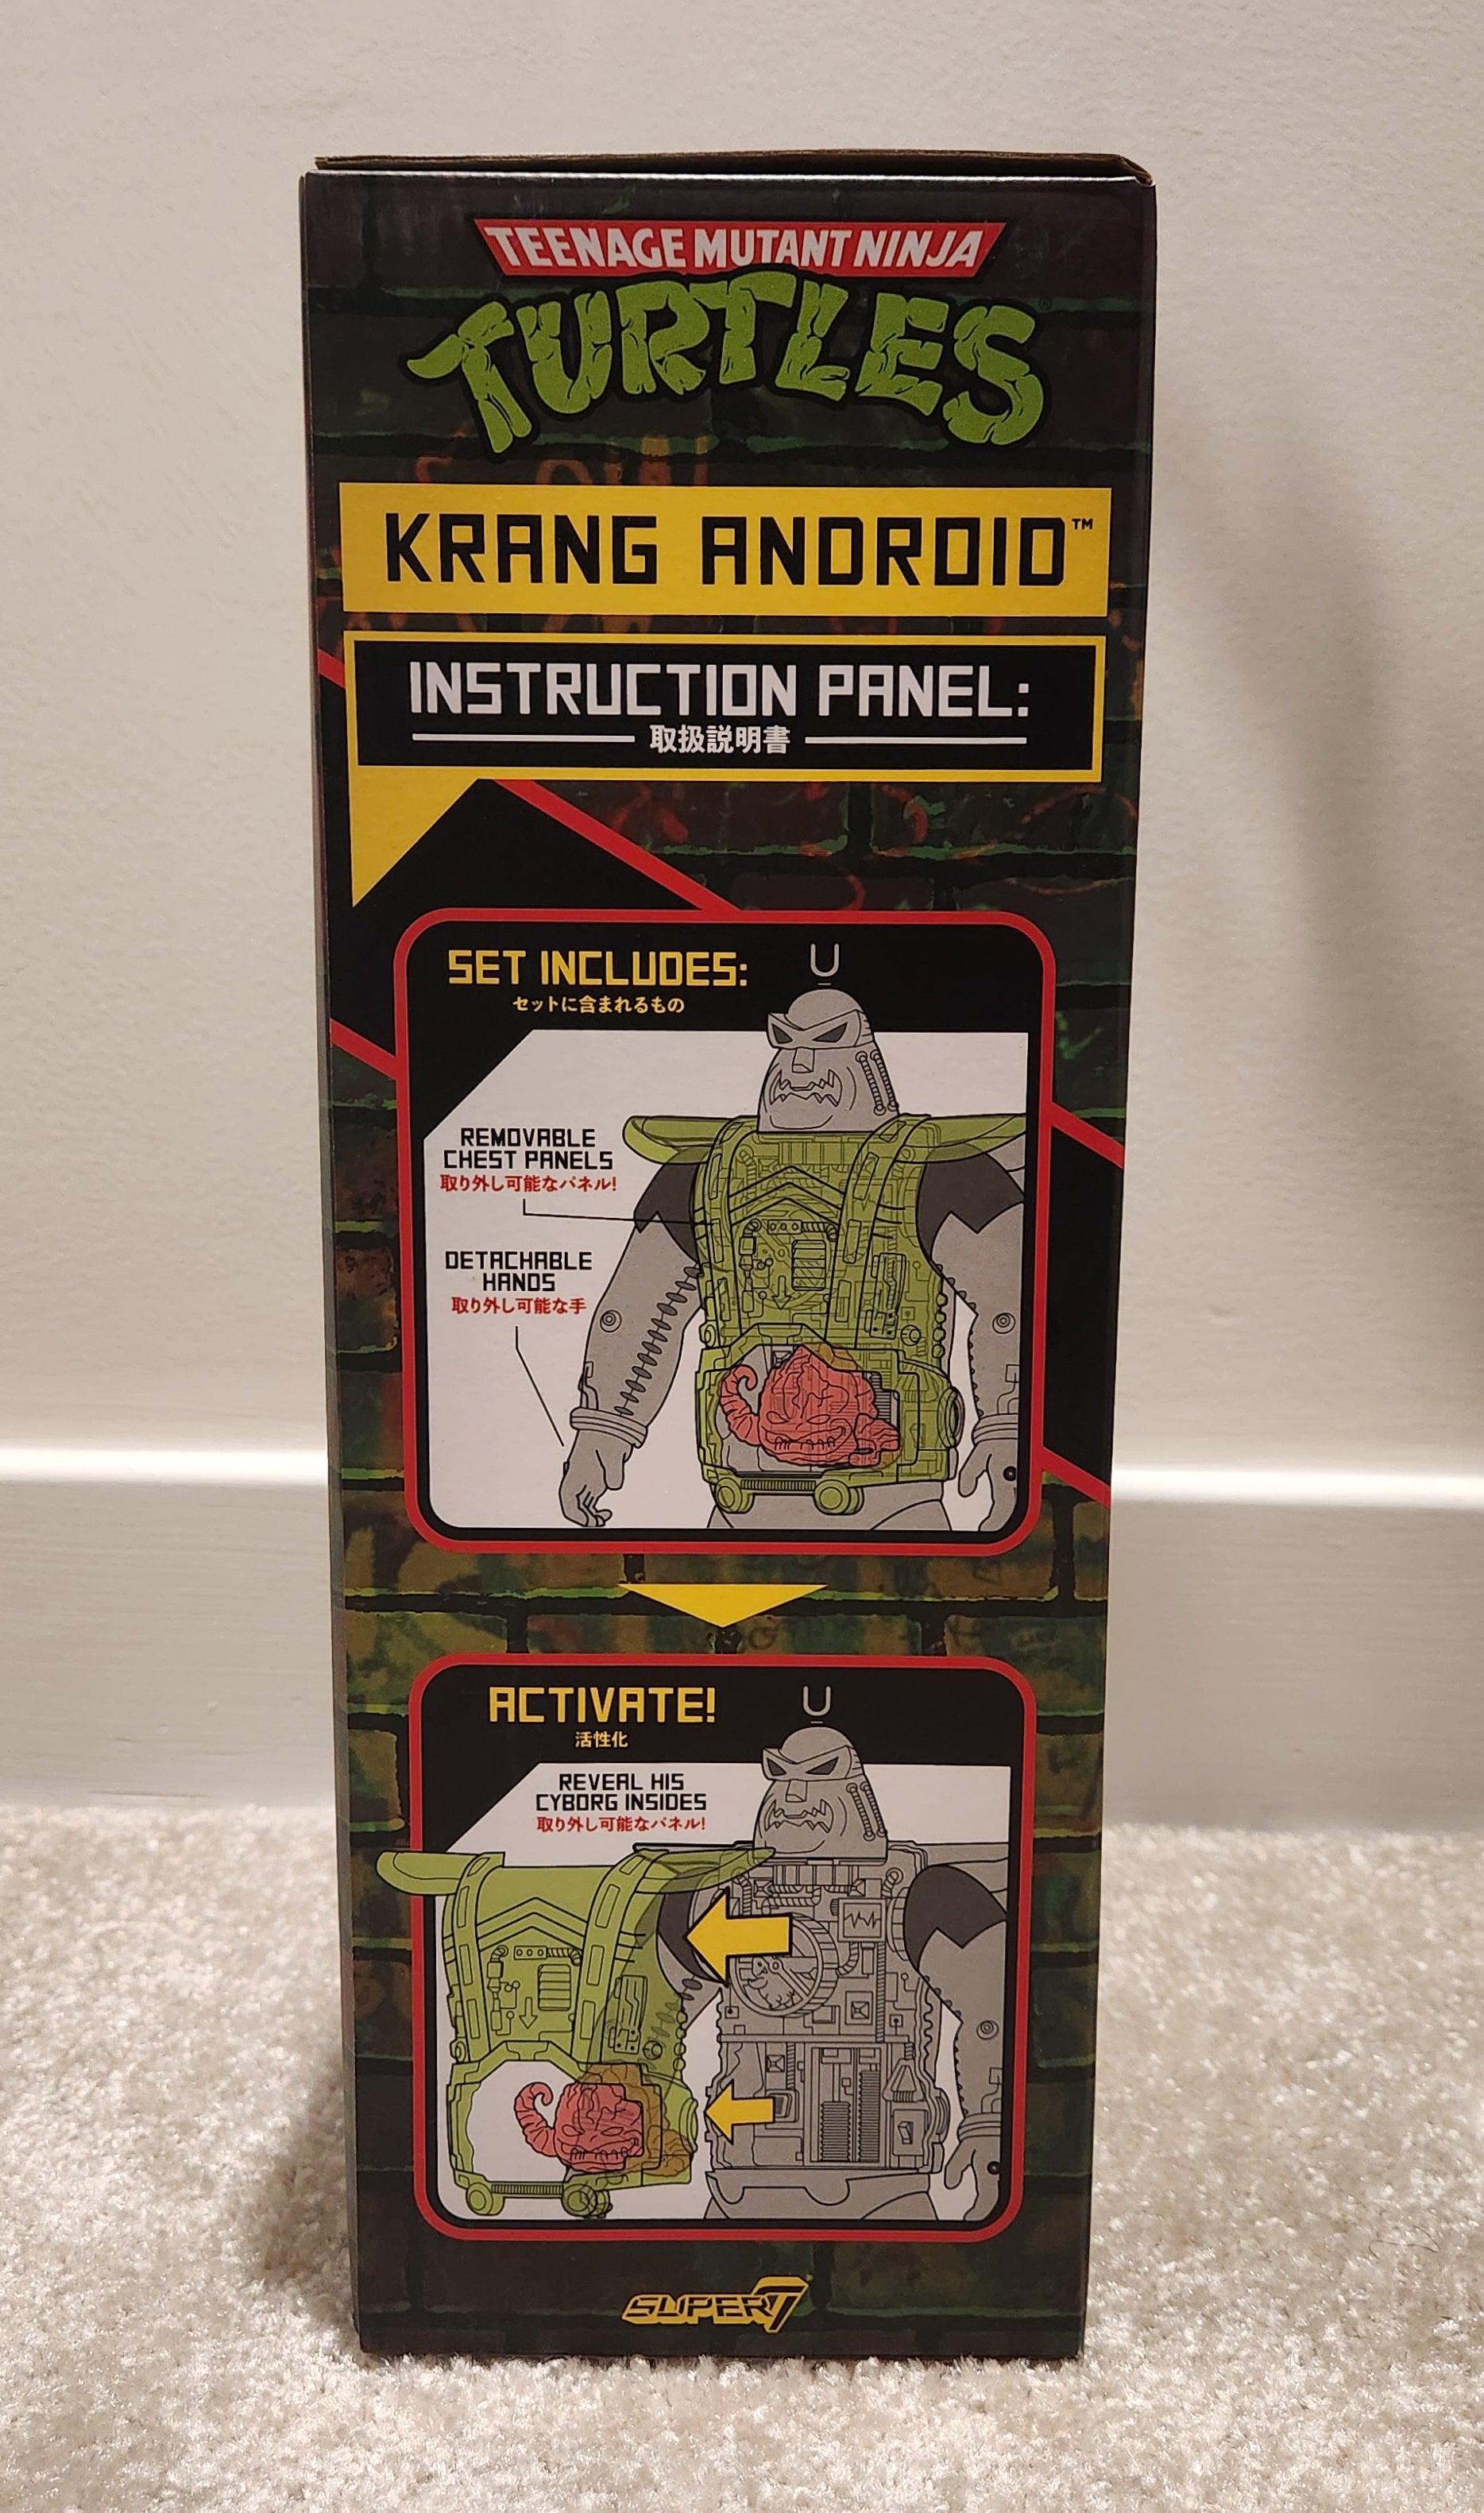 TEENAGE MUTANT NINJA
TURTLES
KRANG ANDROID™
INSTRUCTION PANEL:
取扱説明書
SET INCLUDES:
セットに含まれるもの
REMOVABLE
CHEST PANELS
取り外し可能なパネル!
DETACHABLE
HANDS
取り外し可能な手
ACTIVATE!
活性化
REVEAL HIS
CYBORG INSIDES
取り外し可能なパネル!
SUPER7